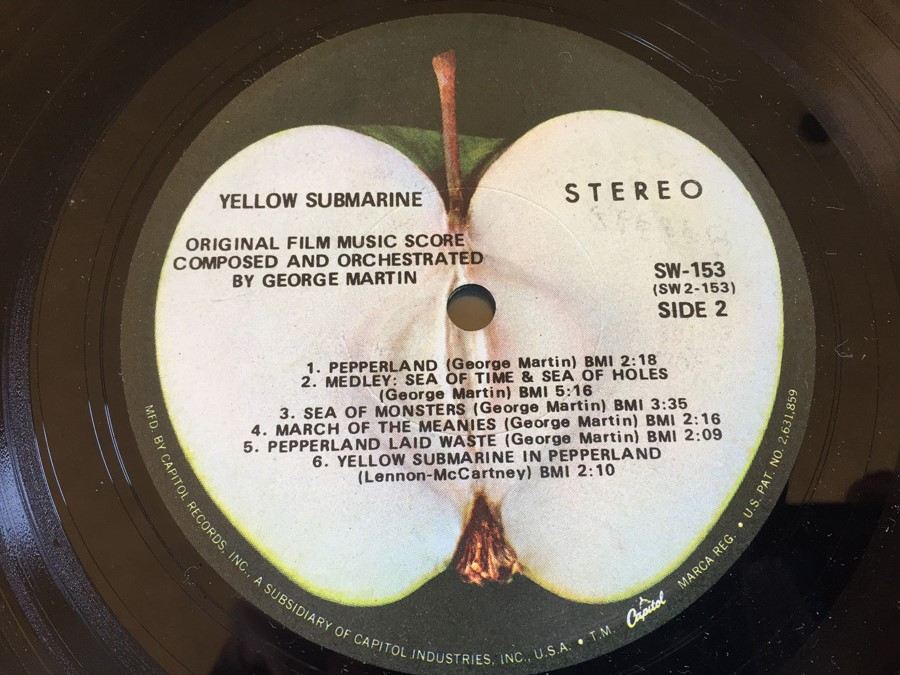 YELLOW SUBMARINE
STEREO
ORIGINAL FILM MUSIC SCORE
COMPOSED AND ORCHESTRATED
BY GEORGE MARTIN
SW-153
(SW2-153)
SIDE 2
1. PEPPERLAND (George Martin) BMI 2:18
2. MEDLEY: SEA OF TIME & SEA OF HOLES
(George Martin) BMI 5:16
3. SEA OF MONSTERS (George Martin) BMI 3:35
4. MARCH OF THE MEANIES (George Martin) BMI 2:16
5. PEPPERLAND LAID WASTE (George Martin) BMI 2:09
6. YELLOW SUBMARINE IN PEPPERLAND
(Lennon-McCartney) BMI 2:10
MFD. BY CAPITOL RECORDS, INC., A SUBSIDIARY OF CAPITOL INDUSTRIES, INC., U.S.A. • T.M. Capitol MARCA REG. • U.S. PAT. NO. 2,631,859